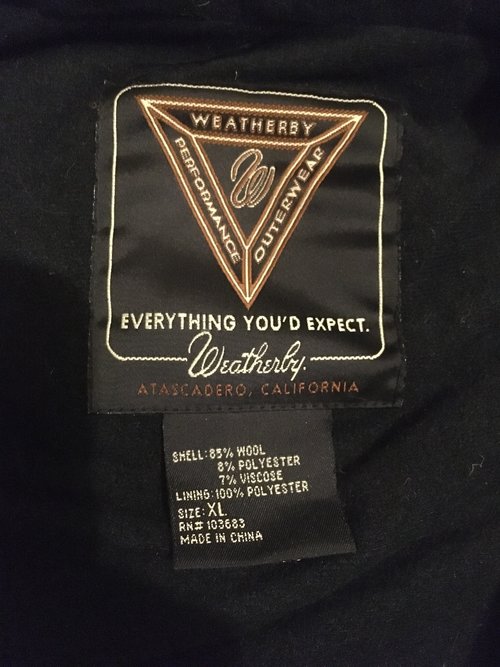 WEATHERBY
PERFORMANCE
OUTERWEAR
W
EVERYTHING YOU'D EXPECT.
Weatherby.
ATASCADERO, CALIFORNIA
SHELL: 85% WOOL
8% POLYESTER
7% VISCOSE
LINING: 100% POLYESTER
SIZE: XL
RN# 103683
MADE IN CHINA